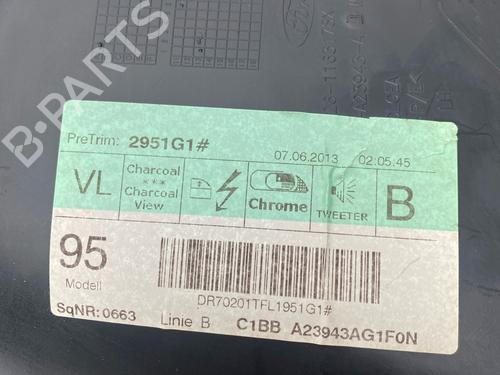 B-PARTS
Ford
PreTrim: 2951G1#
07.06.2013 02:05:45
VL
Charcoal
***
Charcoal
View
Chrome
TWEETER
B
95
Modell
DR70201TFL1951G1#
SqNR:0663
Linie B
C1BB A23943AG1F0N